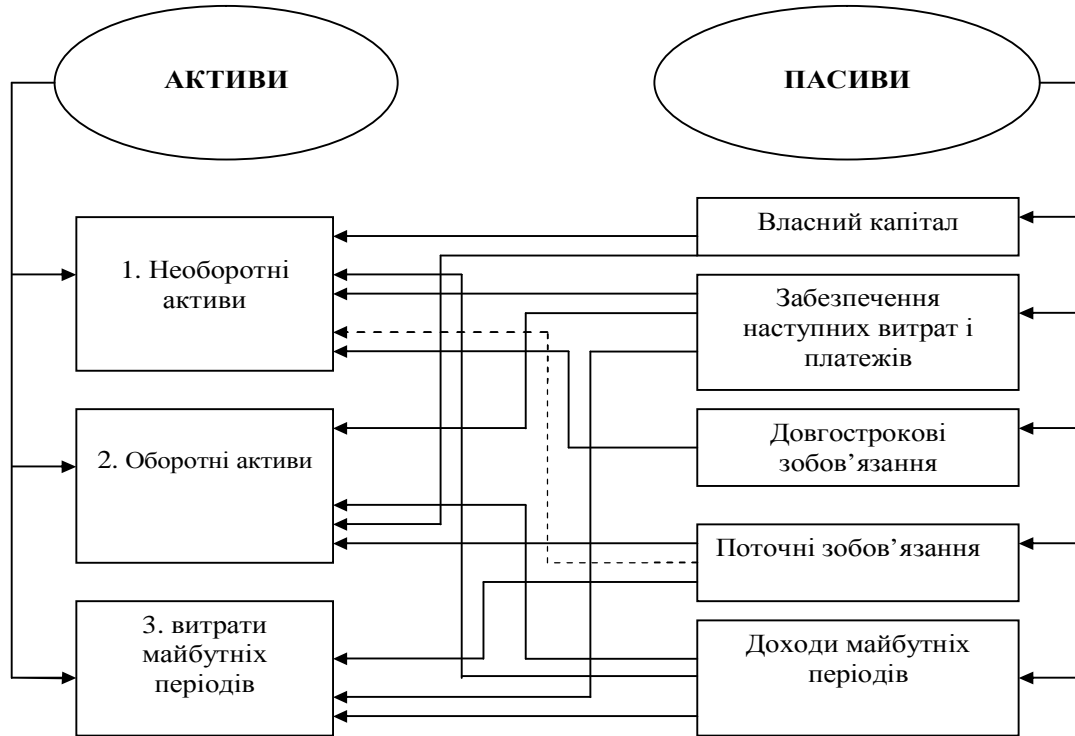 АКТИВИ
ПАСИВИ
1. Необоротні
активи
2. Оборотні активи
3. витрати
майбутніх
періодів
Власний капітал
Забезпечення
наступних витрат і
платежів
Довгострокові
зобов’язання
Поточні зобов’язання
Доходи майбутніх
періодів